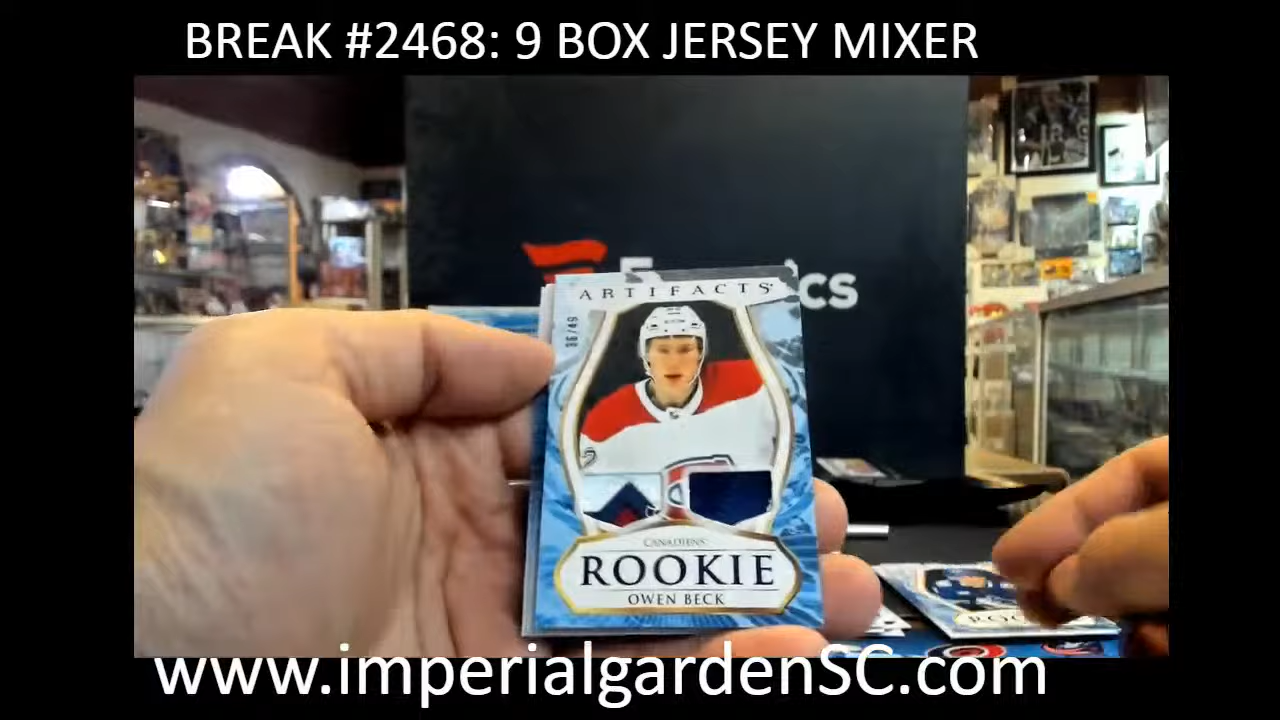 BREAK #2468: 9 BOX JERSEY MIXER
ARTIFACTS
36/49
CANADIENS
ROOKIE
OWEN BECK
www.imperialgardenSC.com